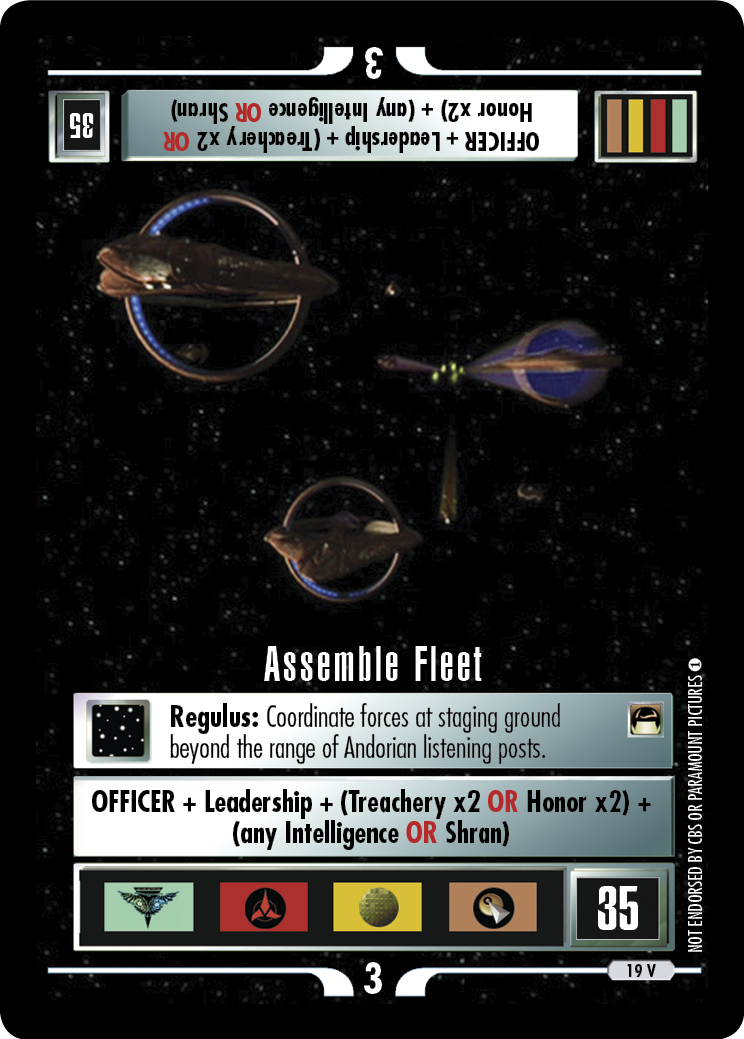 3
35
OFFICER + Leadership + (Treachery x2 OR
Honor x2) + (any Intelligence OR Shran)
Assemble Fleet
Regulus: Coordinate forces at staging ground
beyond the range of Andorian listening posts.
OFFICER + Leadership + (Treachery x2 OR Honor x2) +
(any Intelligence OR Shran)
35
3
19 V
NOT ENDORSED BY CBS OR PARAMOUNT PICTURES 1